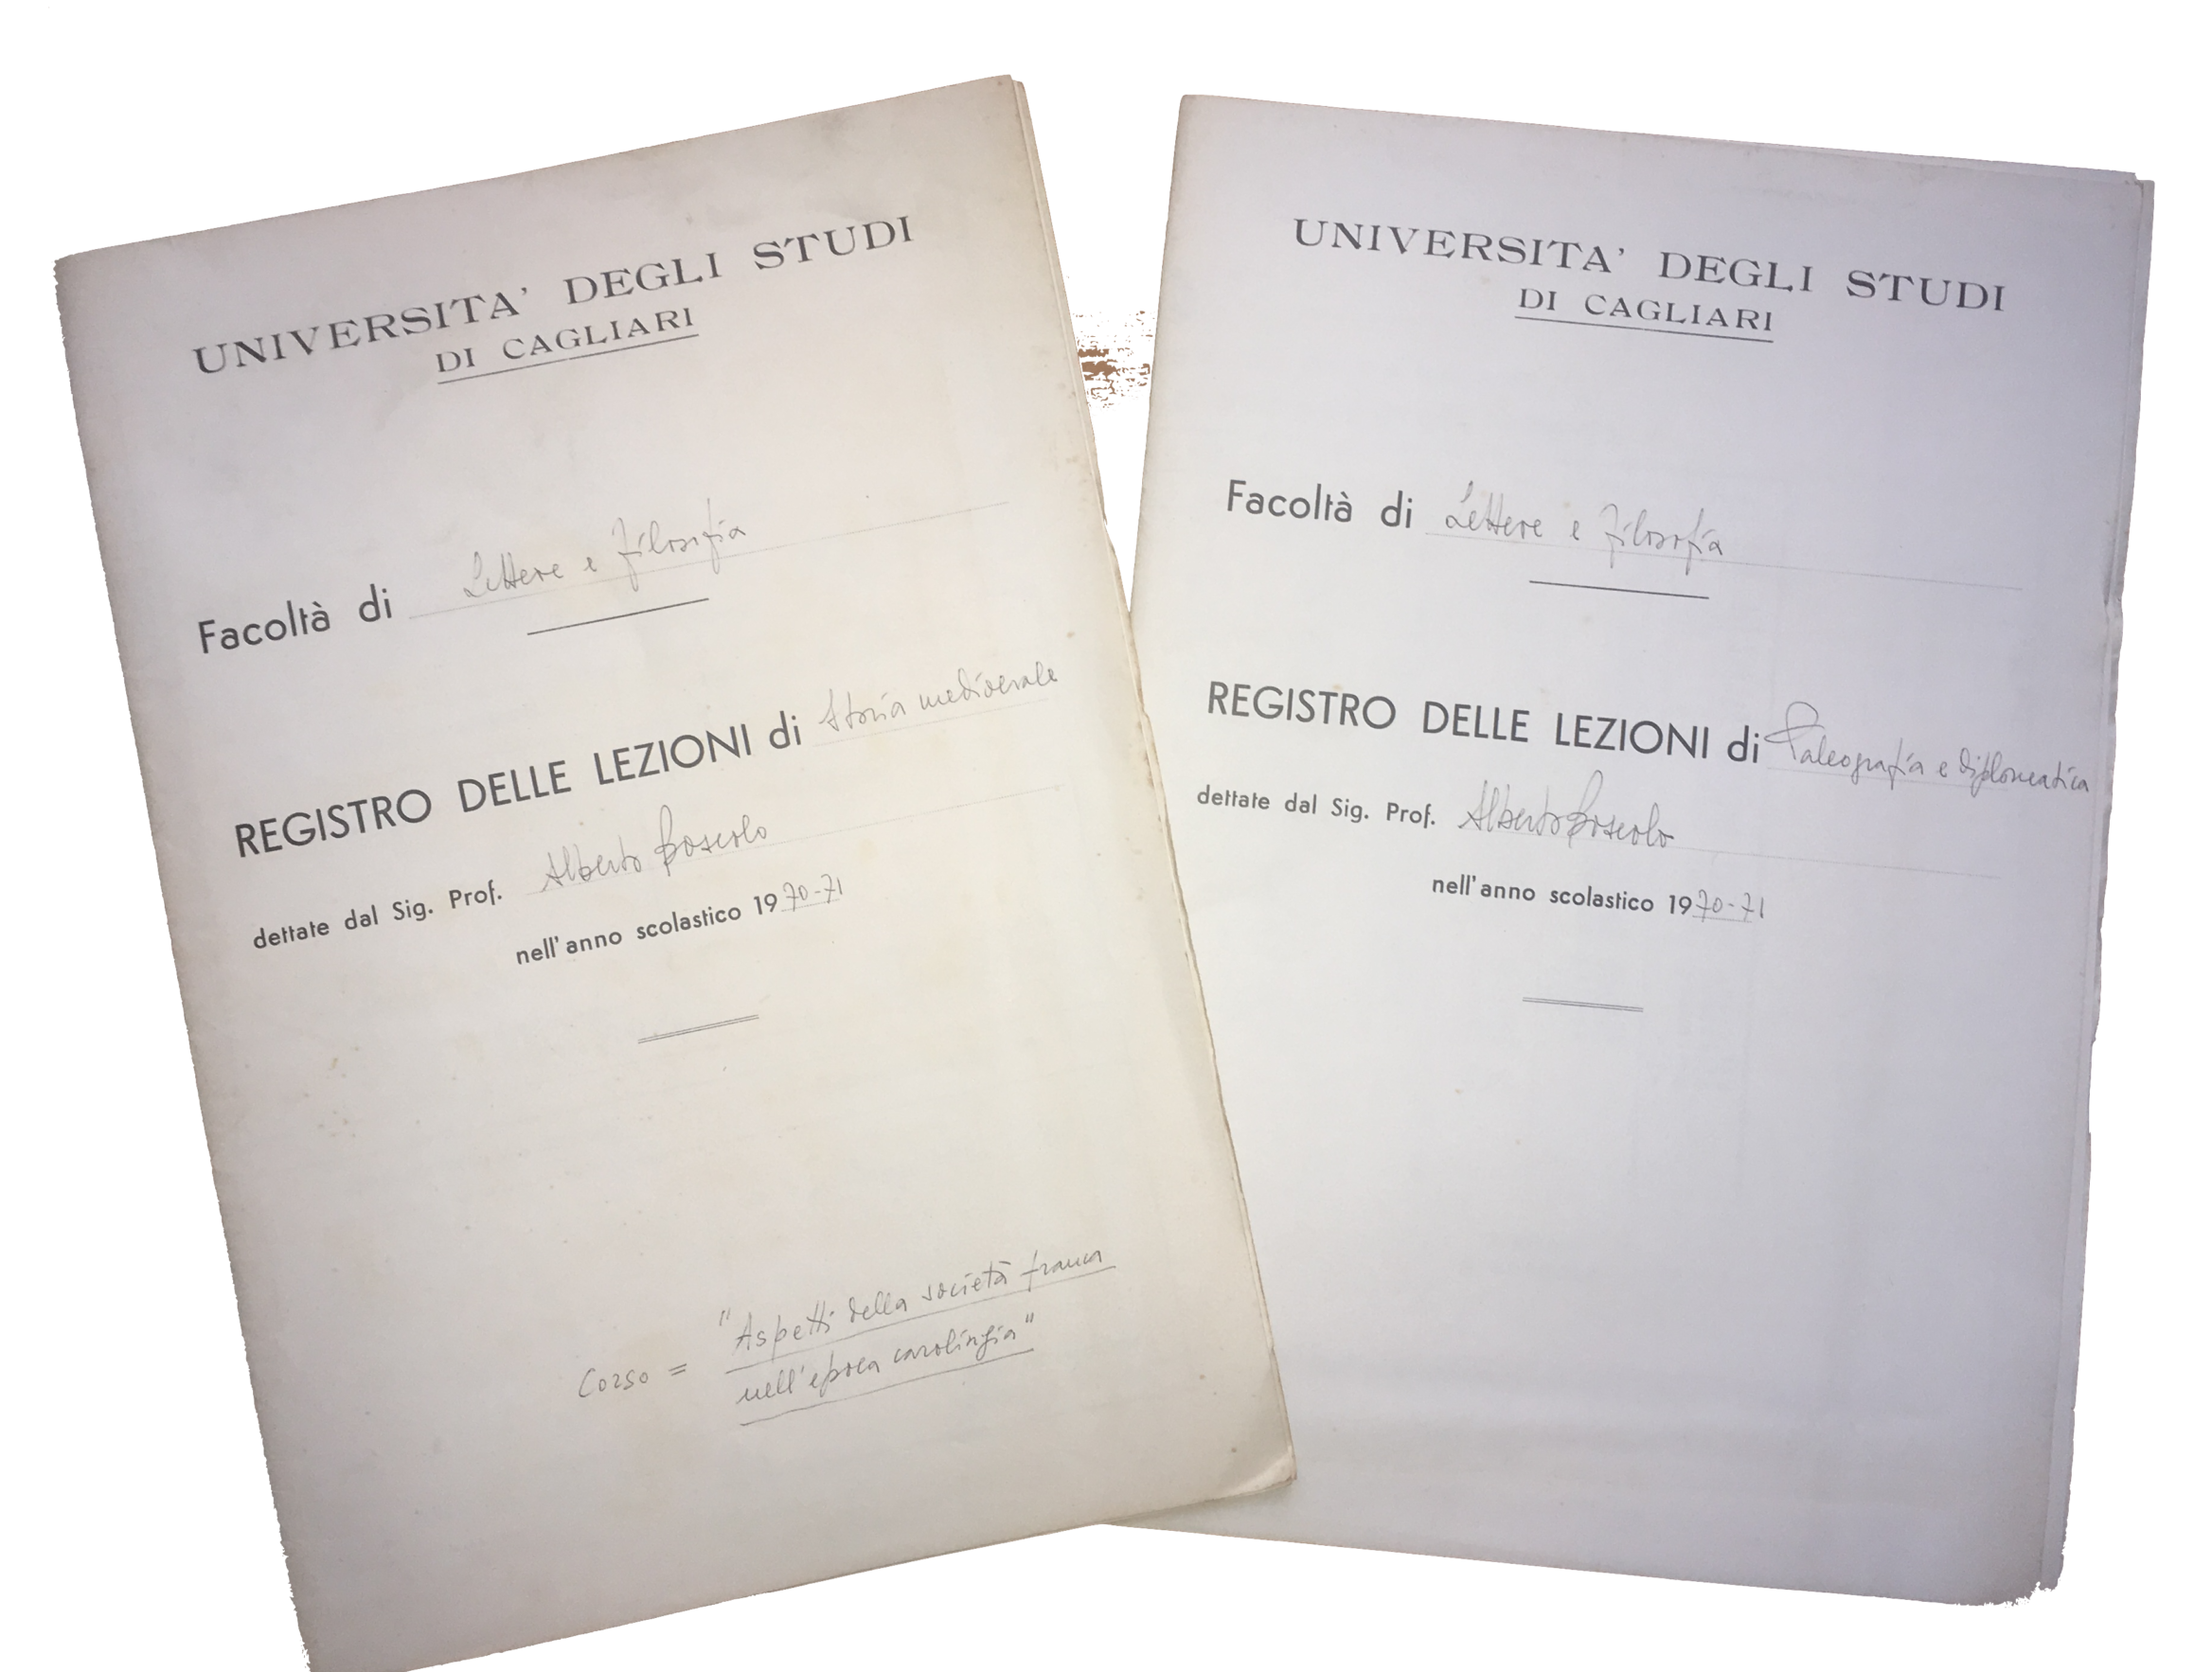 UNIVERSITA' DEGLI STUDI
DI CAGLIARI
Facoltà di Lettere e Filosofia
REGISTRO DELLE LEZIONI di Storia medioevale
dettate dal Sig. Prof. Alberto Boscolo
nell'anno scolastico 1970-71
Corso = "Aspetti della società franca
nell'epoca carolingia"
UNIVERSITA' DEGLI STUDI
DI CAGLIARI
Facoltà di Lettere e Filosofia
REGISTRO DELLE LEZIONI di Paleografia e diplomatica
dettate dal Sig. Prof. Alberto Boscolo
nell'anno scolastico 1970-71